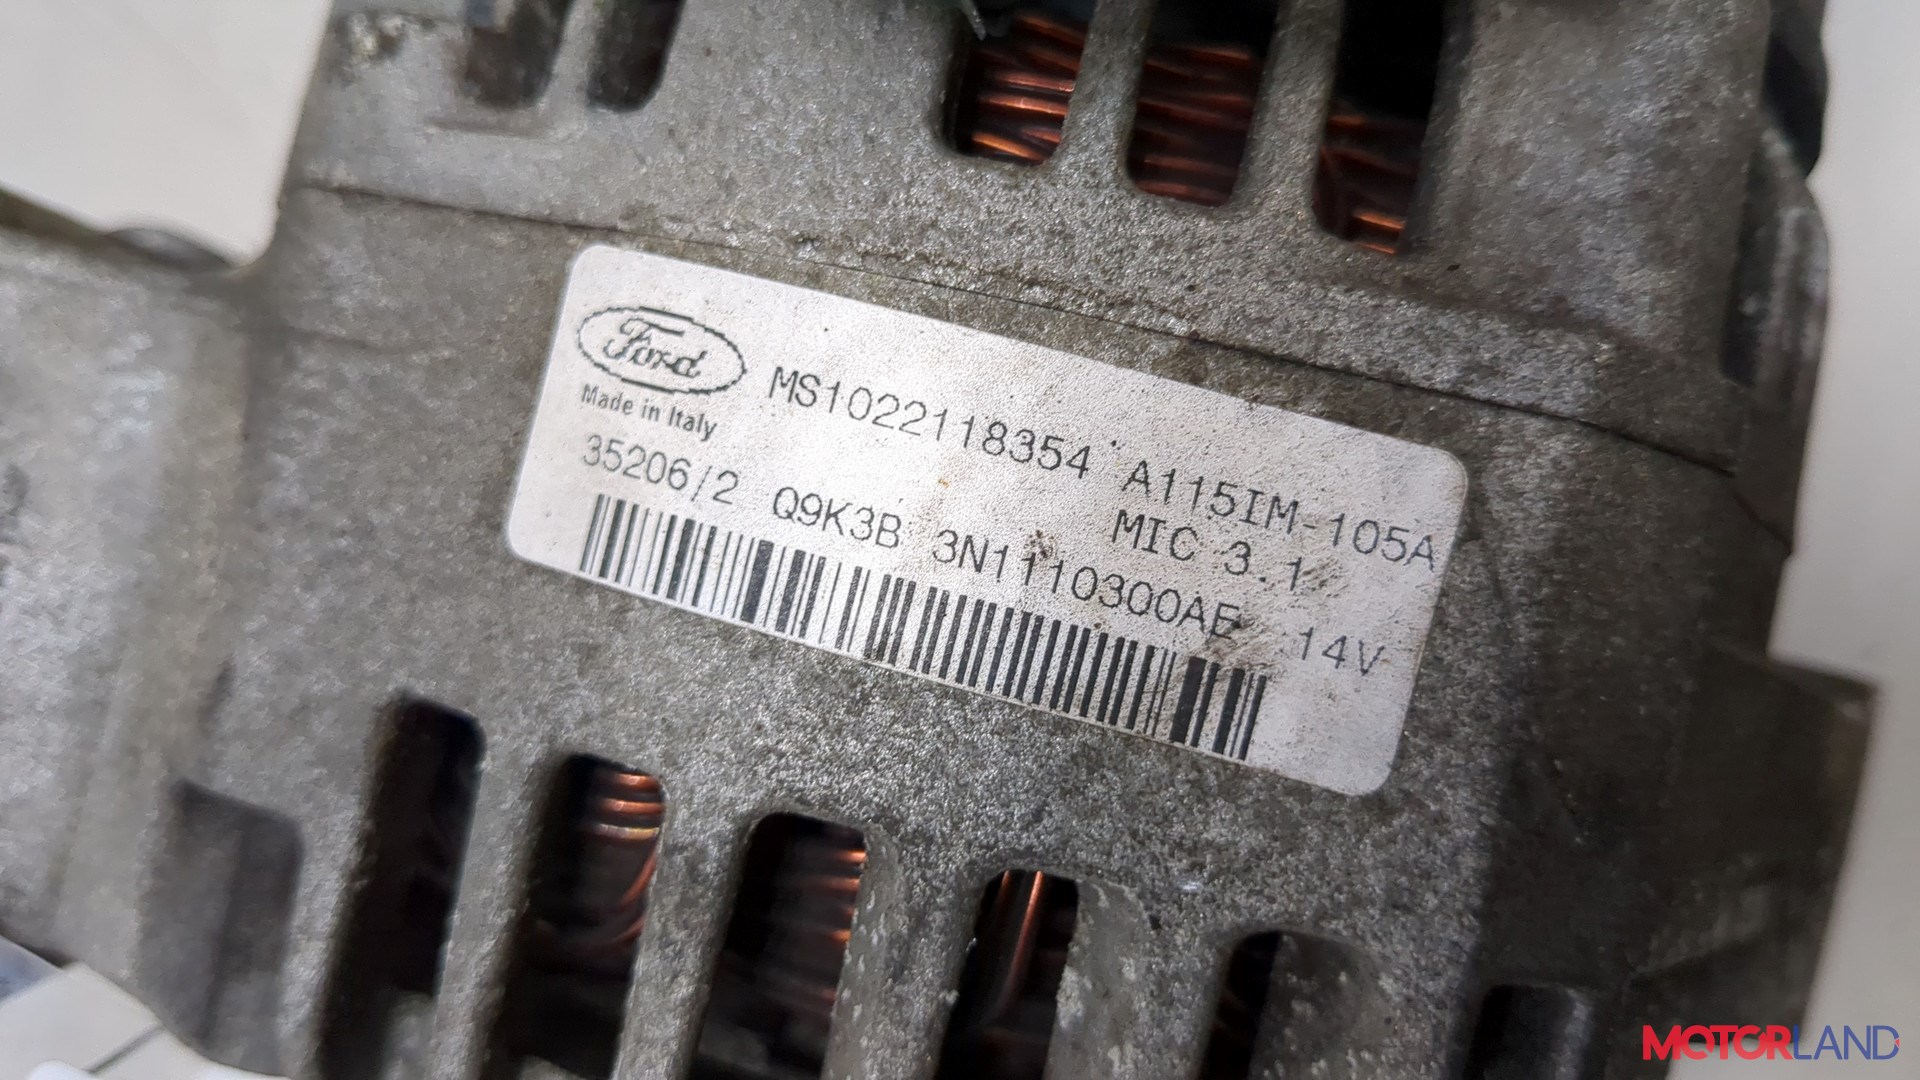 Ford MS1022118354 A115IM-105A
Made in Italy MIC 3.1
35206/2 Q9K3B 3N1110300AE 14V
MOTORLAND